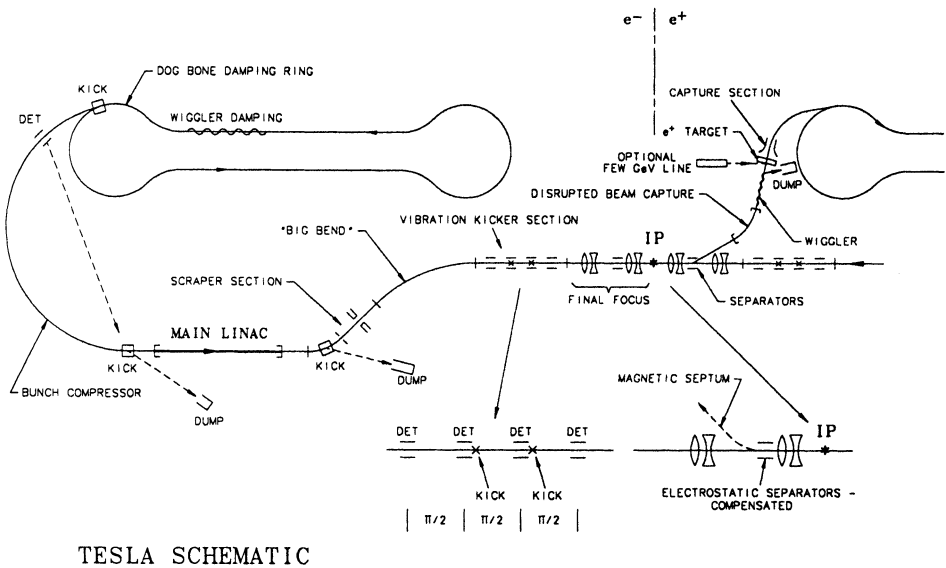 e- e+
DOG BONE DAMPING RING
KICK
DET
WIGGLER DAMPING
CAPTURE SECTION
e+ TARGET
OPTIONAL
FEW GeV LINE
DUMP
DISRUPTED BEAM CAPTURE
VIBRATION KICKER SECTION
"BIG BEND"
IP
WIGGLER
SCRAPER SECTION
FINAL FOCUS
SEPARATORS
MAIN LINAC
KICK
KICK
DUMP
BUNCH COMPRESSOR
DUMP
MAGNETIC SEPTUM
DET DET DET DET
IP
KICK KICK
ELECTROSTATIC SEPARATORS -
COMPENSATED
π/2 π/2 π/2
TESLA SCHEMATIC